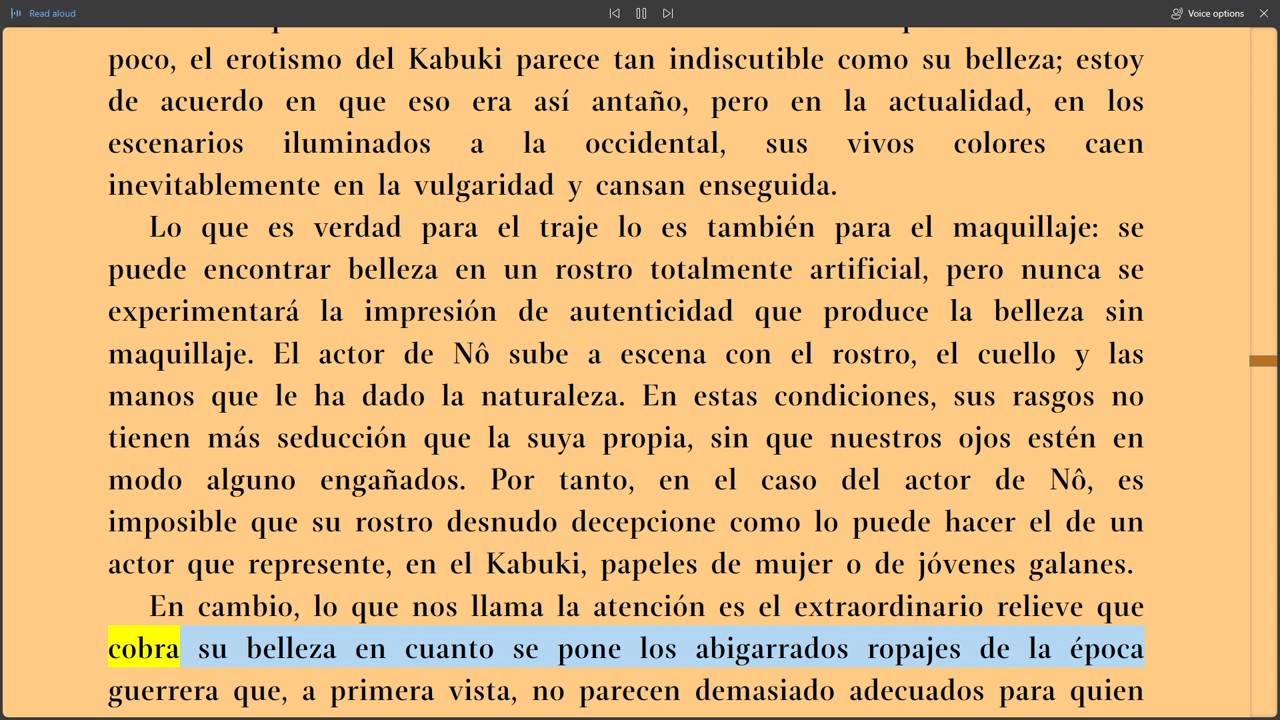 Read aloud
Voice options
poco, el erotismo del Kabuki parece tan indiscutible como su belleza; estoy
de acuerdo en que eso era así antaño, pero en la actualidad, en los
escenarios iluminados a la occidental, sus vivos colores caen
inevitablemente en la vulgaridad y cansan enseguida.
Lo que es verdad para el traje lo es también para el maquillaje: se
puede encontrar belleza en un rostro totalmente artificial, pero nunca se
experimentará la impresión de autenticidad que produce la belleza sin
maquillaje. El actor de Nô sube a escena con el rostro, el cuello y las
manos que le ha dado la naturaleza. En estas condiciones, sus rasgos no
tienen más seducción que la suya propia, sin que nuestros ojos estén en
modo alguno engañados. Por tanto, en el caso del actor de Nô, es
imposible que su rostro desnudo decepcione como lo puede hacer el de un
actor que represente, en el Kabuki, papeles de mujer o de jóvenes galanes.
En cambio, lo que nos llama la atención es el extraordinario relieve que
cobra su belleza en cuanto se pone los abigarrados ropajes de la época
guerrera que, a primera vista, no parecen demasiado adecuados para quien